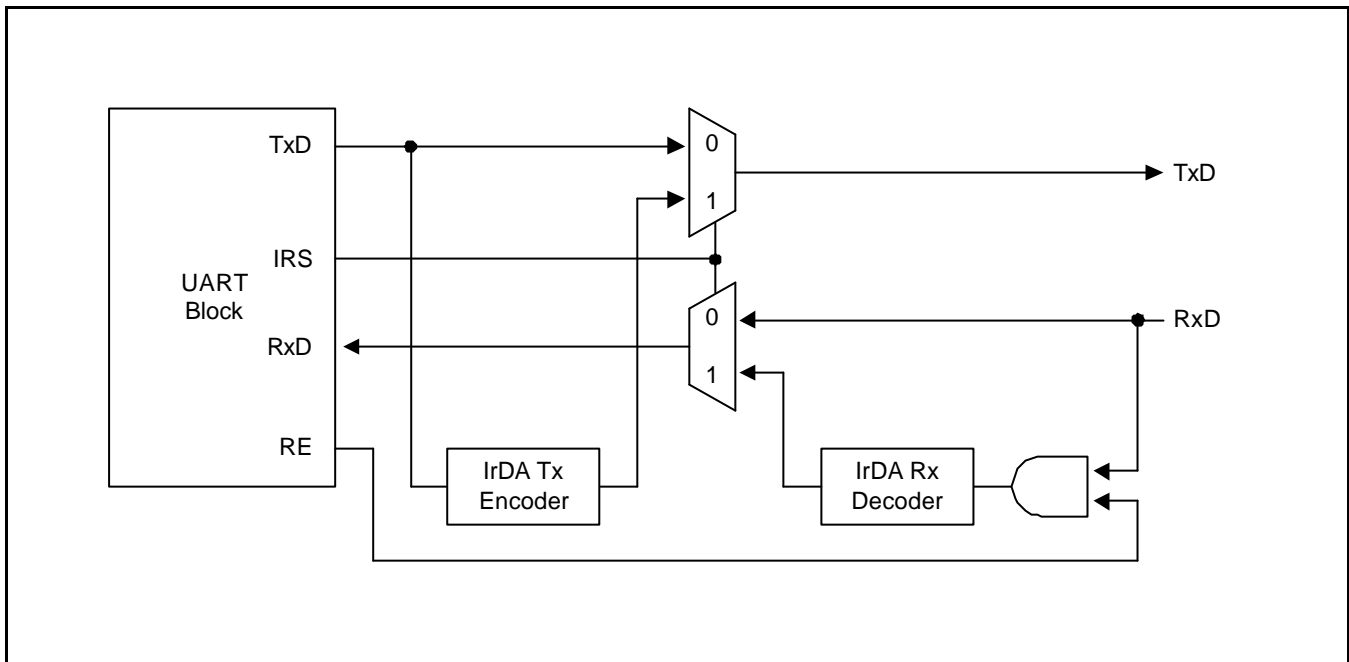 TxD
0
TxD
1
IRS
UART
Block
0
RxD
RxD
1
RE
IrDA Tx
Encoder
IrDA Rx
Decoder